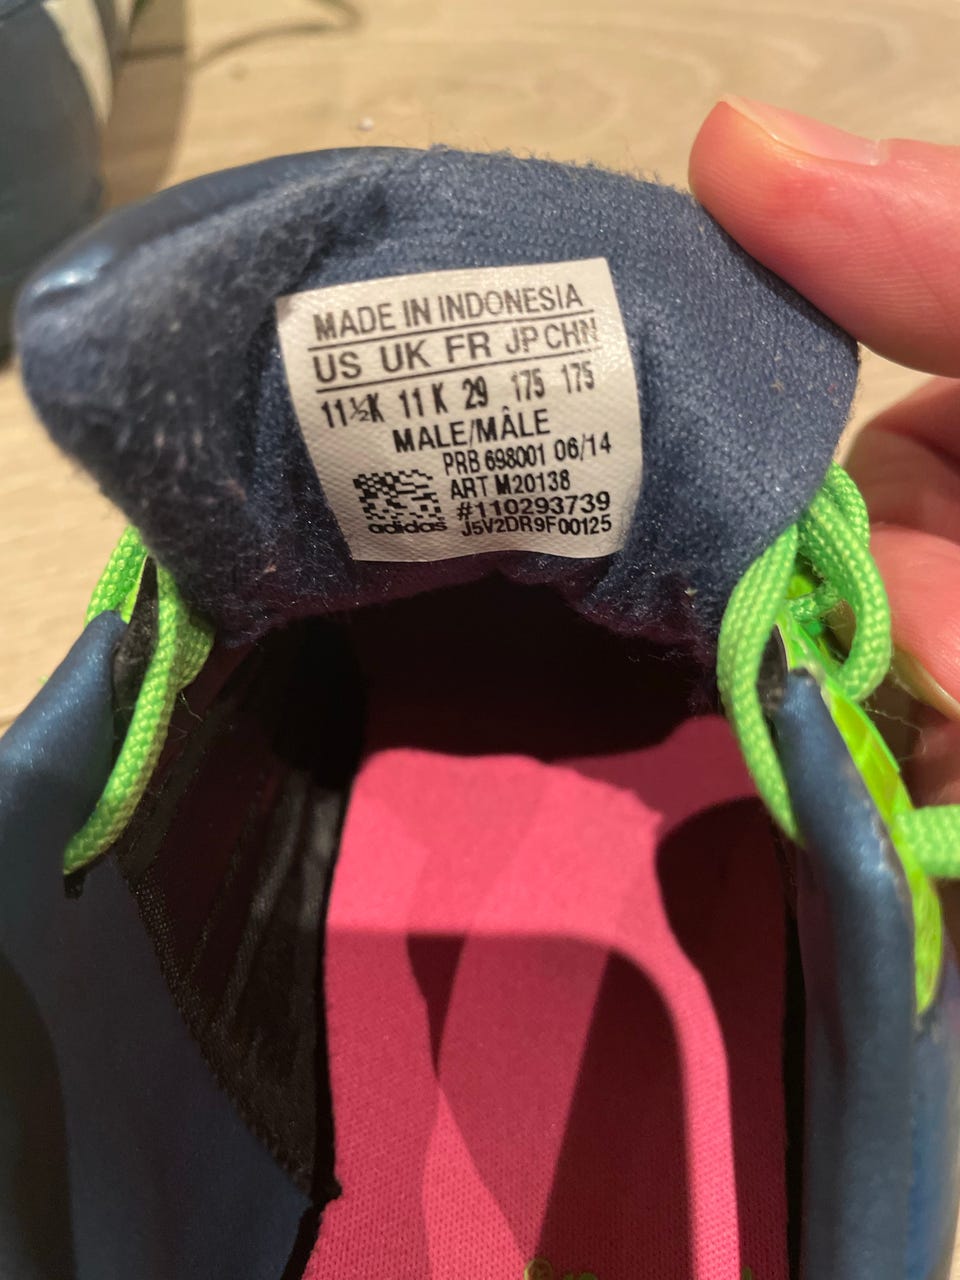 MADE IN INDONESIA
US UK FR JP CHN
11½K 11K 29 175 175
MALE/MÂLE
PRB 698001 06/14
ART M20138
#110293739
adidas J5V2DR9F00125